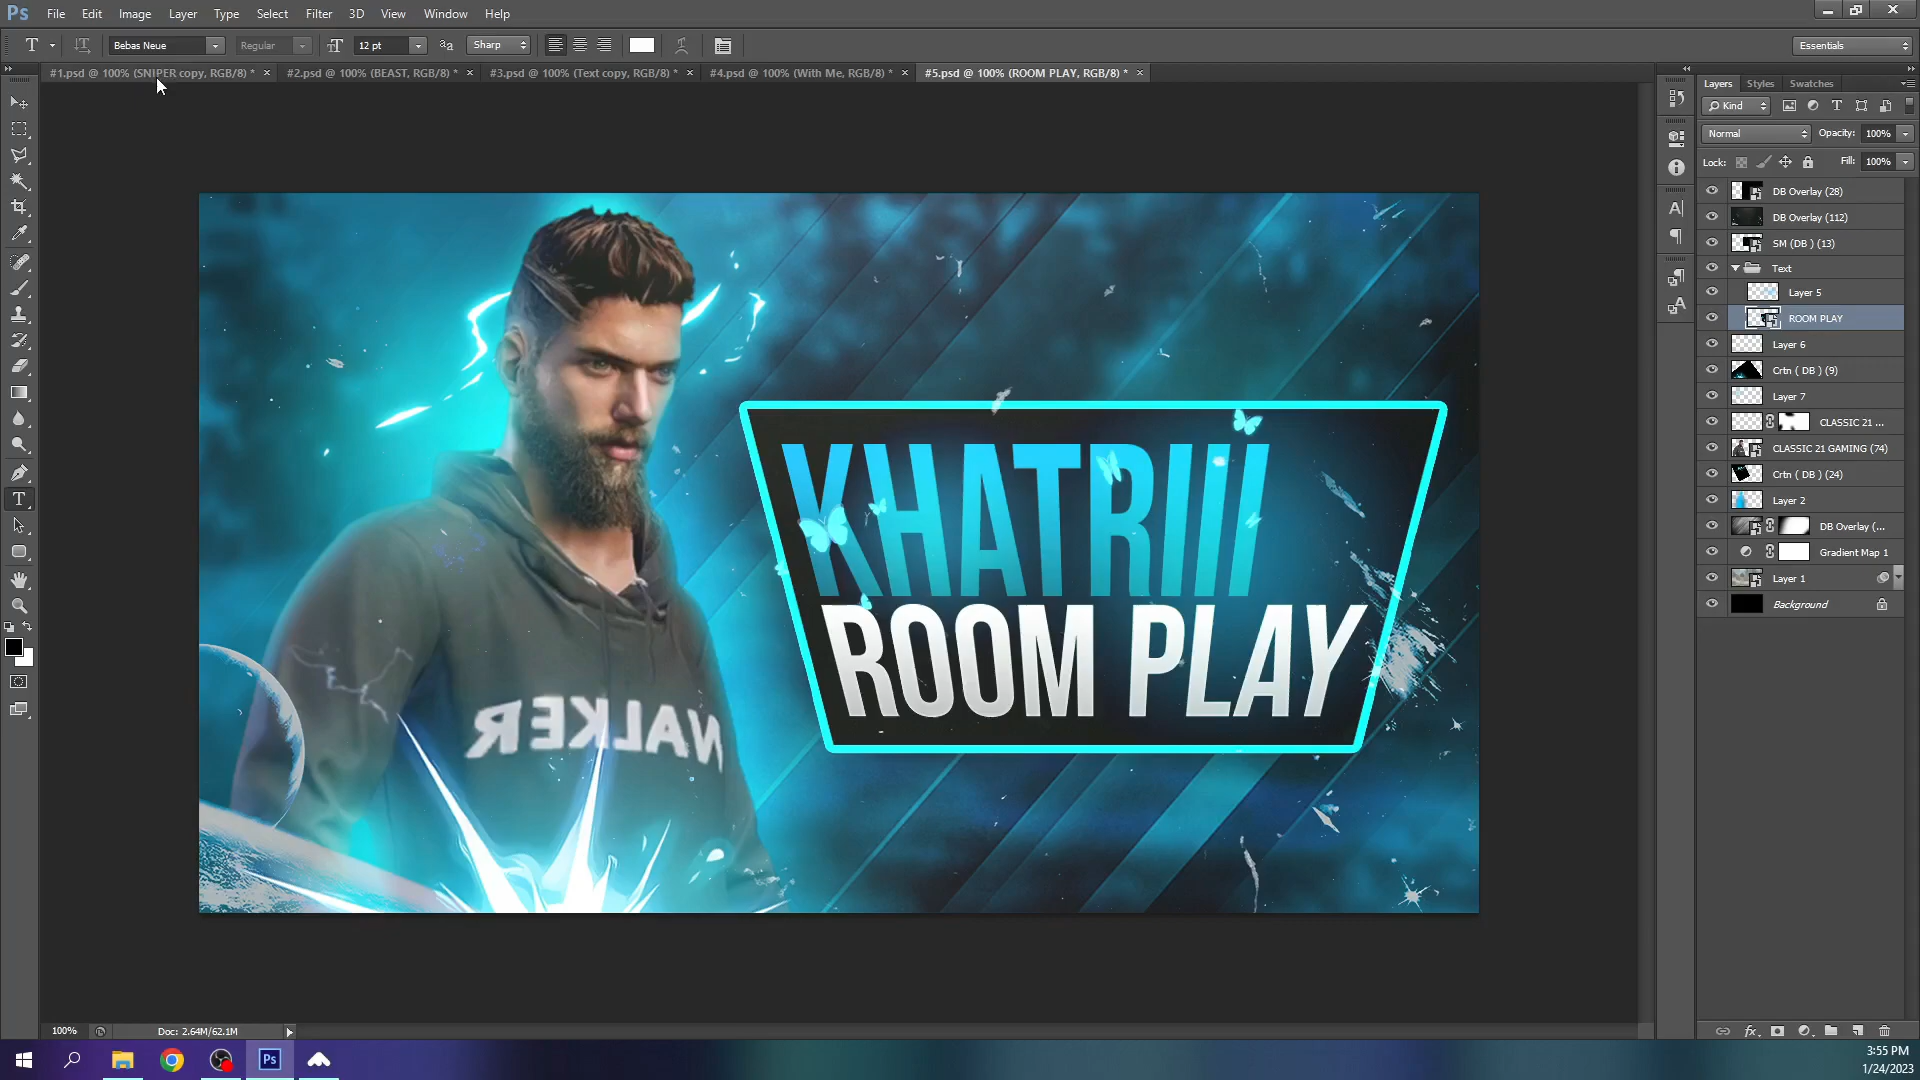 Ps File Edit Image Layer Type Select Filter 3D View Window Help
T Bebas Neue Regular 12 pt Sharp Essentials
#1.psd @ 100% (SNIPER copy, RGB/8) * × #2.psd @ 100% (BEAST, RGB/8) * × #3.psd @ 100% (Text copy, RGB/8) * × #4.psd @ 100% (With Me, RGB/8) * × #5.psd @ 100% (ROOM PLAY, RGB/8) * ×
Layers Styles Swatches
Kind
Normal Opacity: 100%
Lock: Fill: 100%
DB Overlay (28)
DB Overlay (112)
SM (DB ) (13)
Text
Layer 5
ROOM PLAY
Layer 6
Crtn ( DB ) (9)
Layer 7
CLASSIC 21 ...
CLASSIC 21 GAMING (74)
Crtn ( DB ) (24)
Layer 2
DB Overlay (...
Gradient Map 1
Layer 1
Background
KHATRIII
ROOM PLAY
WALKER
100% Doc: 2.64M/62.1M
Ps
3:55 PM
1/24/2023